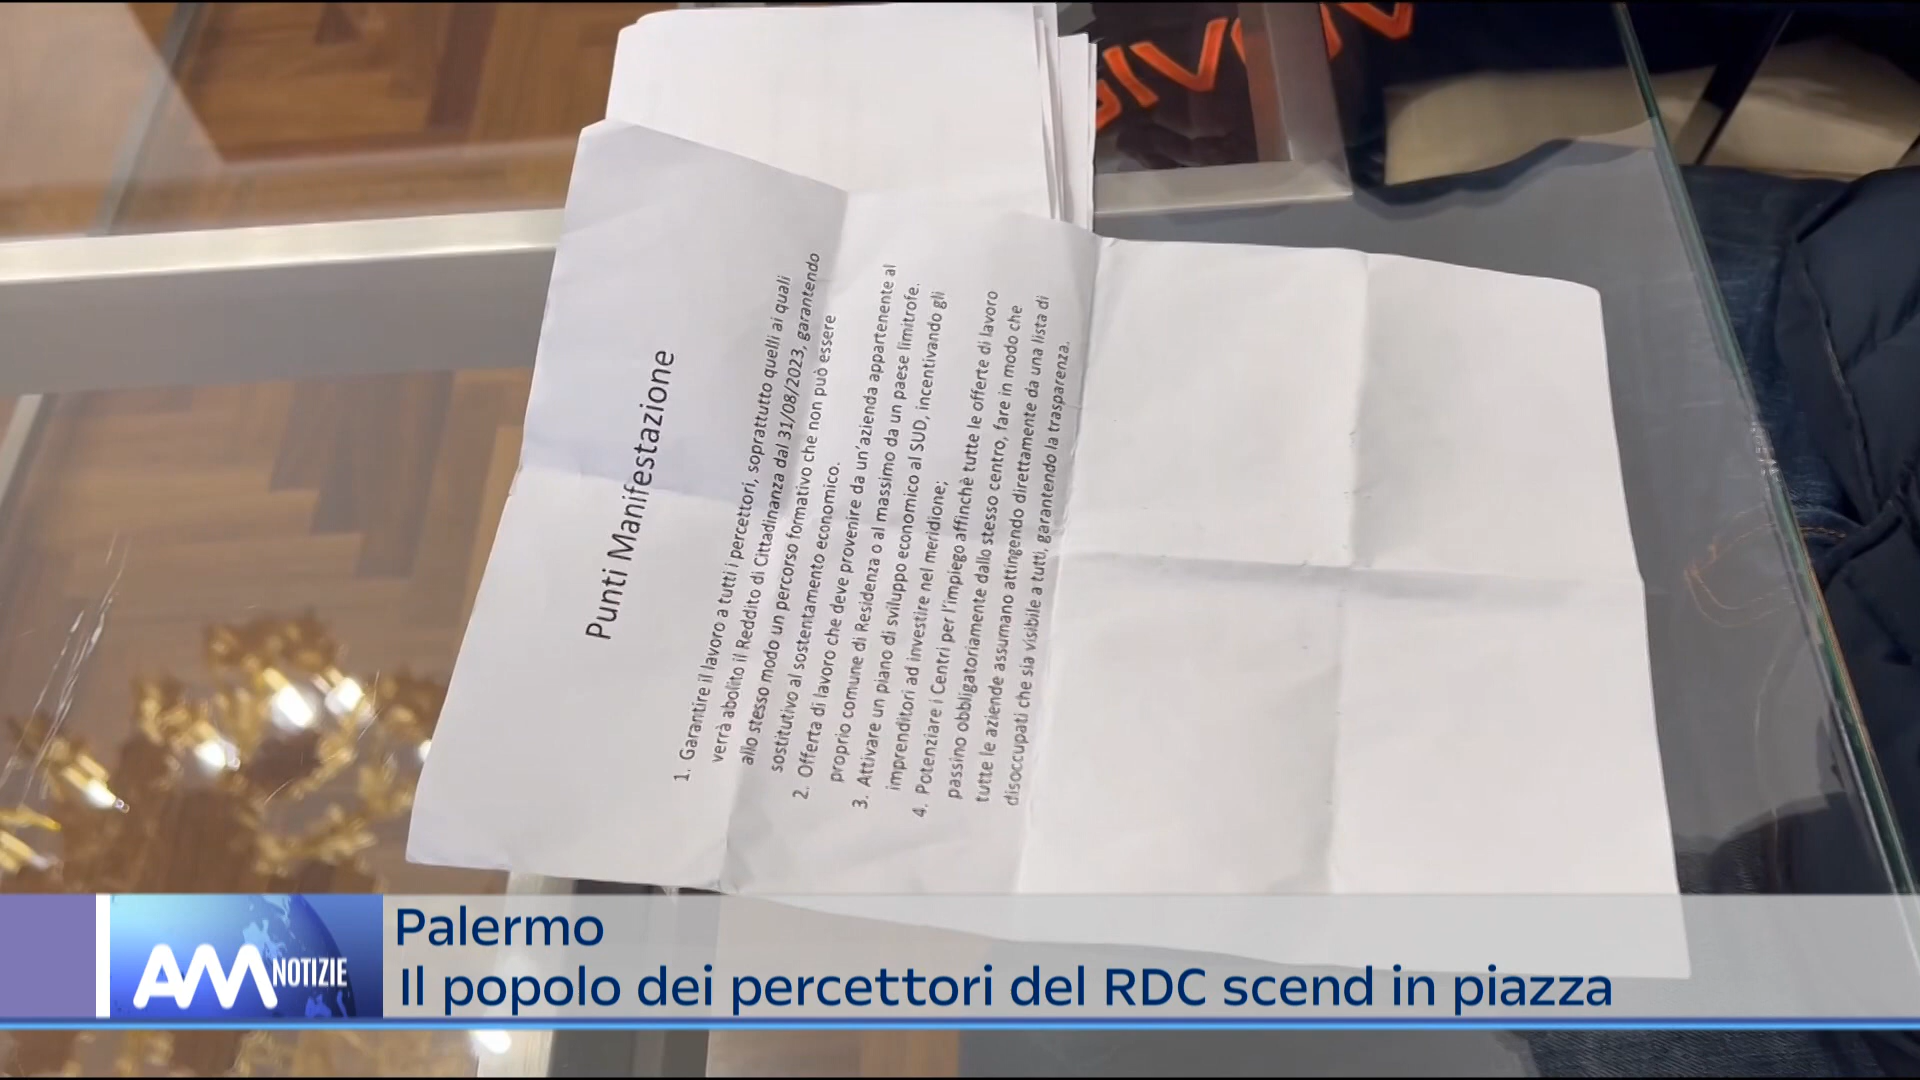 GIVOVA
Punti Manifestazione
1. Garantire il lavoro a tutti i percettori, soprattutto quelli ai quali
verrà abolito il Reddito di Cittadinanza dal 31/08/2023, garantendo
allo stesso modo un percorso formativo che non può essere
sostitutivo al sostentamento economico.
2. Offerta di lavoro che deve provenire da un'azienda appartenente al
proprio comune di Residenza o al massimo da un paese limitrofe.
3. Attivare un piano di sviluppo economico al SUD, incentivando gli
imprenditori ad investire nel meridione;
4. Potenziare i Centri per l'impiego affinchè tutte le offerte di lavoro
passino obbligatoriamente dallo stesso centro, fare in modo che
tutte le aziende assumano attingendo direttamente da una lista di
disoccupati che sia visibile a tutti, garantendo la trasparenza.
AM NOTIZIE
Palermo
Il popolo dei percettori del RDC scend in piazza